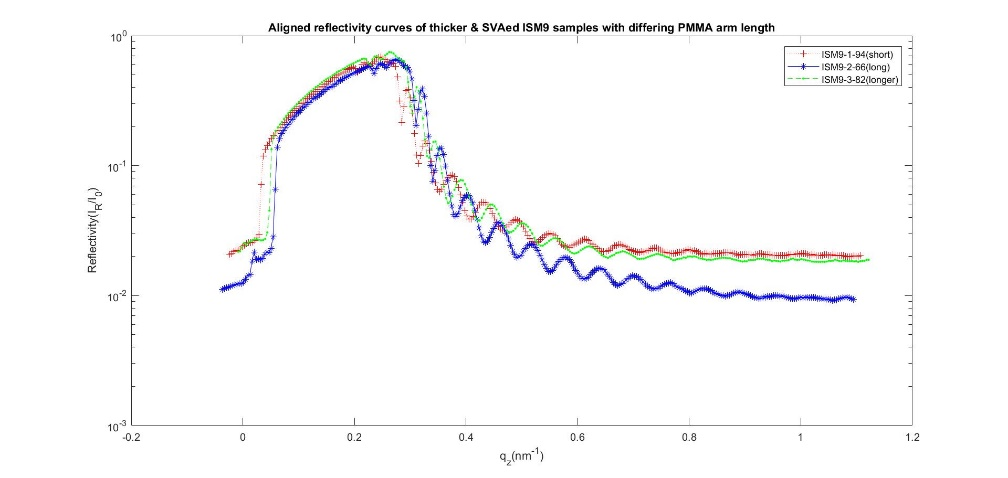 Aligned reflectivity curves of thicker & SVAed ISM9 samples with differing PMMA arm length
10^0
ISM9-1-94(short)
ISM9-2-66(long)
ISM9-3-82(longer)
10^-1
Reflectivity(I_R/I_0)
10^-2
10^-3
-0.2 0 0.2 0.4 0.6 0.8 1 1.2
q_z(nm^-1)